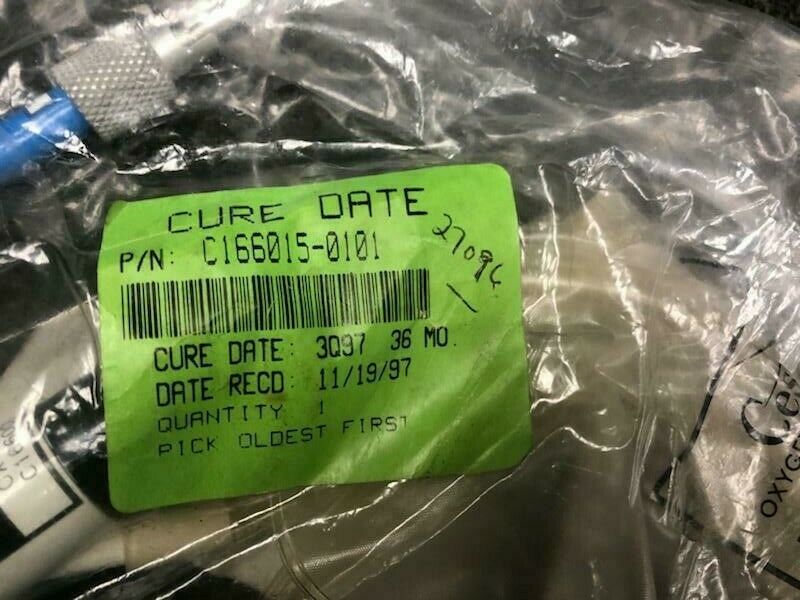 CURE DATE
P/N: C166015-0101
CURE DATE: 3Q97 36 MO.
DATE RECD: 11/19/97
QUANTITY 1
PICK OLDEST FIRST